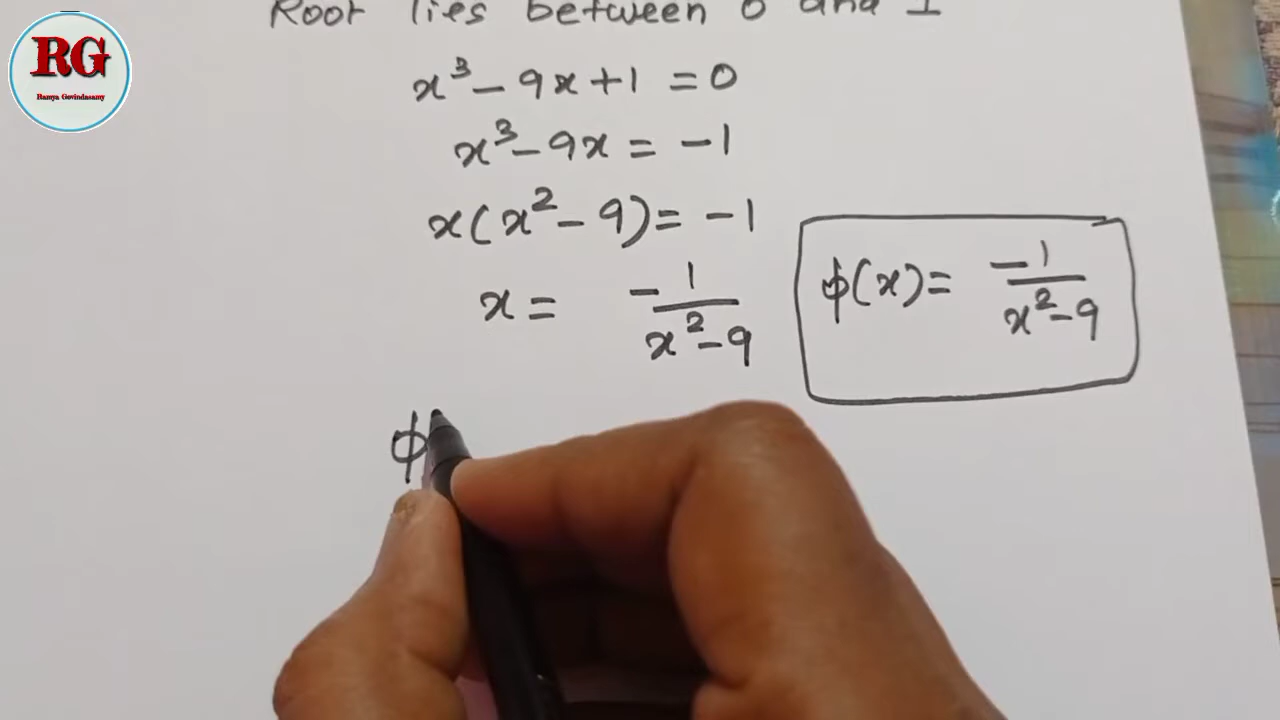 RG
Ramya Govindasamy
Root lies between 0 and 1
x³ - 9x + 1 = 0
x³ - 9x = -1
x(x² - 9) = -1
x = -1/(x² - 9)
φ(x) = -1/(x² - 9)
φ